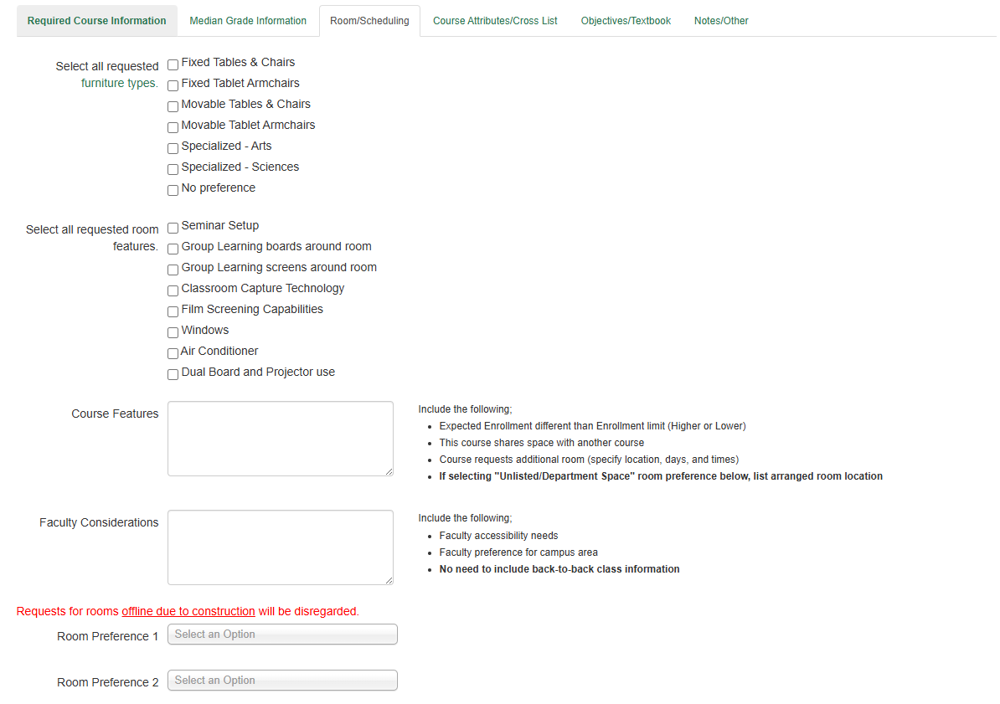 Required Course Information Median Grade Information Room/Scheduling Course Attributes/Cross List Objectives/Textbook Notes/Other
Select all requested furniture types.
Fixed Tables & Chairs
Fixed Tablet Armchairs
Movable Tables & Chairs
Movable Tablet Armchairs
Specialized - Arts
Specialized - Sciences
No preference
Select all requested room features.
Seminar Setup
Group Learning boards around room
Group Learning screens around room
Classroom Capture Technology
Film Screening Capabilities
Windows
Air Conditioner
Dual Board and Projector use
Course Features
Include the following;
Expected Enrollment different than Enrollment limit (Higher or Lower)
This course shares space with another course
Course requests additional room (specify location, days, and times)
If selecting "Unlisted/Department Space" room preference below, list arranged room location
Faculty Considerations
Include the following;
Faculty accessibility needs
Faculty preference for campus area
No need to include back-to-back class information
Requests for rooms offline due to construction will be disregarded.
Room Preference 1 Select an Option
Room Preference 2 Select an Option